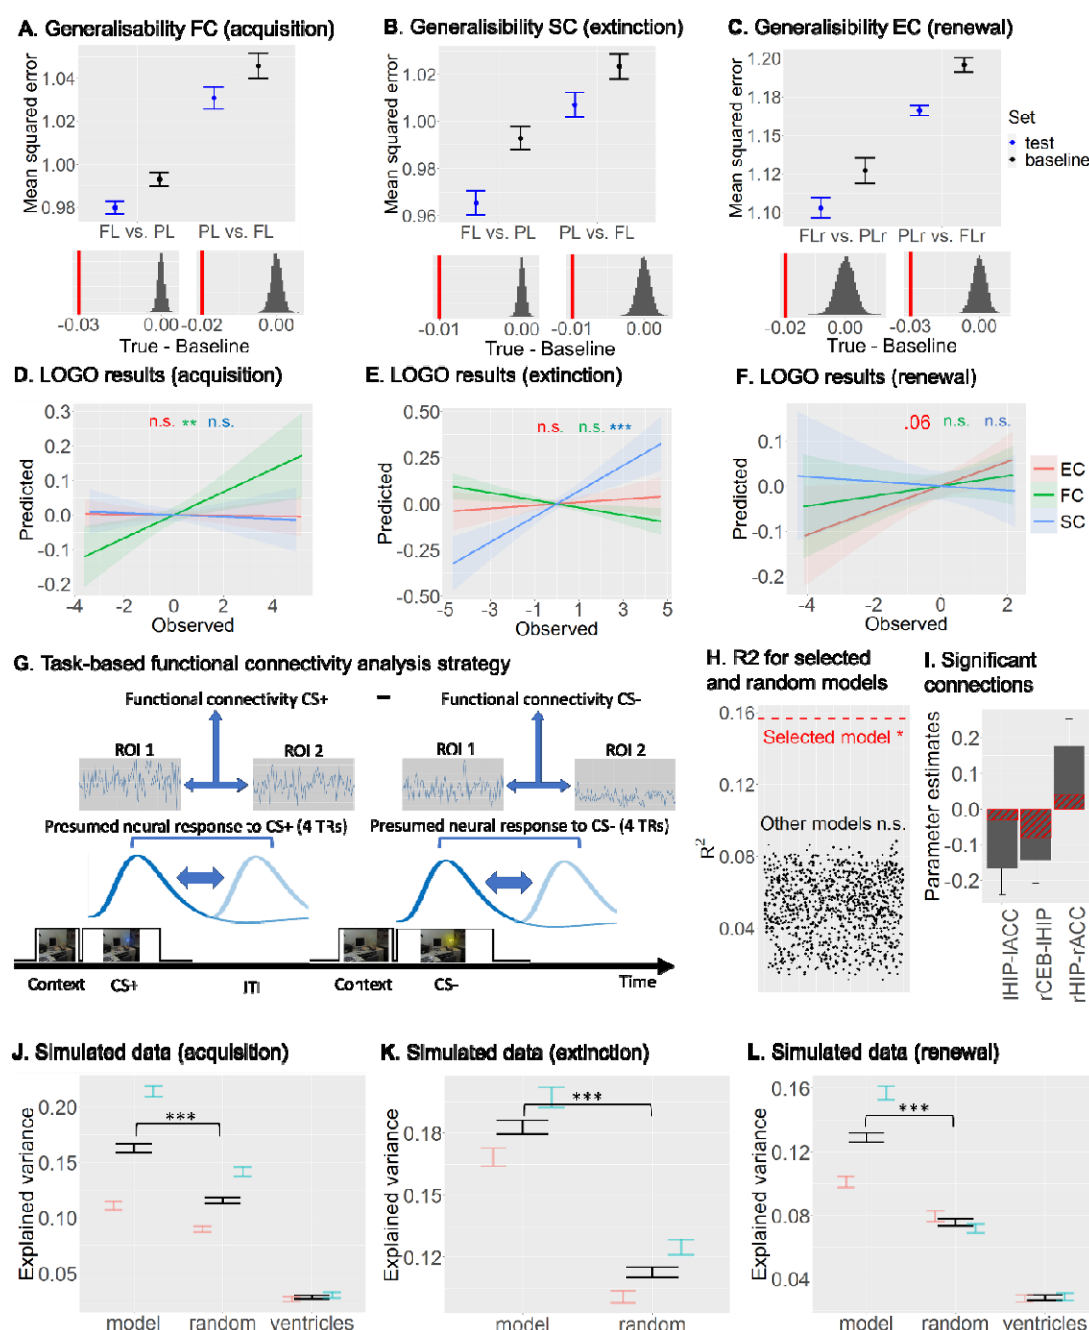 A. Generalisability FC (acquisition)
B. Generalisibility SC (extinction)
C. Generalisibility EC (renewal)
Mean squared error
1.04
1.02
1.00
0.98
FL vs. PL PL vs. FL
Mean squared error
1.02
1.00
0.98
0.96
FL vs. PL PL vs. FL
Mean squared error
1.20
1.18
1.15
1.12
1.10
FLr vs. PLr PLr vs. FLr
Set
test
baseline
-0.03 0.00 -0.02 0.00
True - Baseline
-0.01 0.00 -0.01 0.00
True - Baseline
-0.02 0.00 -0.03 0.00
True - Baseline
D. LOGO results (acquisition)
E. LOGO results (extinction)
F. LOGO results (renewal)
Predicted
0.3
0.2
0.1
0.0
-0.1
-0.2
n.s. ** n.s.
-4 -2 0 2 4
Observed
Predicted
0.50
0.25
0.00
-0.25
-0.50
n.s. n.s. ***
-5 -3 -1 1 3 5
Observed
Predicted
0.1
0.0
-0.1
-0.2
.06 n.s. n.s.
-4 -2 0 2
Observed
EC
FC
SC
G. Task-based functional connectivity analysis strategy
Functional connectivity CS+ – Functional connectivity CS-
ROI 1 ROI 2 ROI 1 ROI 2
Presumed neural response to CS+ (4 TRs) Presumed neural response to CS- (4 TRs)
Context CS+ ITI Context CS- Time
H. R2 for selected
and random models
R2
0.16
0.12
0.08
0.04
Selected model *
Other models n.s.
I. Significant
connections
Parameter estimates
0.2
0.1
0.0
-0.1
-0.2
lHIP-lACC
rCEB-lHIP
rHIP-rACC
J. Simulated data (acquisition)
K. Simulated data (extinction)
L. Simulated data (renewal)
Explained variance
0.20
0.15
0.10
0.05
***
model random ventricles
Explained variance
0.18
0.15
0.12
***
model random
Explained variance
0.16
0.12
0.08
0.04
***
model random ventricles